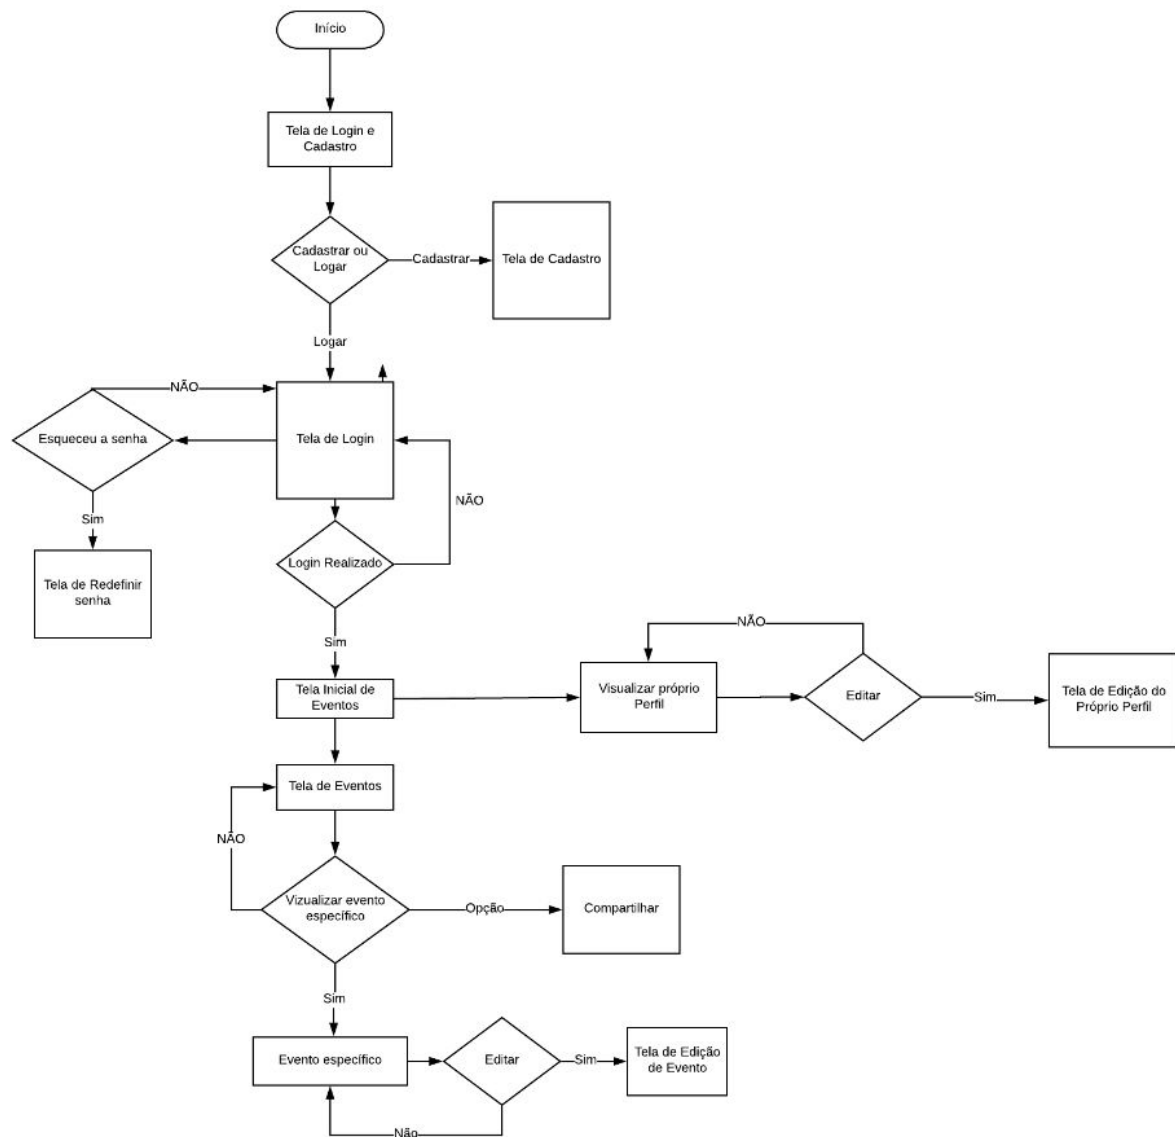 Início
Tela de Login e
Cadastro
Cadastrar ou
Logar
Cadastrar
Tela de Cadastro
Logar
NÃO
Esqueceu a senha
Tela de Login
NÃO
Sim
Login Realizado
Tela de Redefinir
senha
Sim
NÃO
Tela Inicial de
Eventos
Visualizar próprio
Perfil
Editar
Sim
Tela de Edição do
Próprio Perfil
Tela de Eventos
NÃO
Vizualizar evento
específico
Opção
Compartilhar
Sim
Evento específico
Editar
Sim
Tela de Edição
de Evento
Não